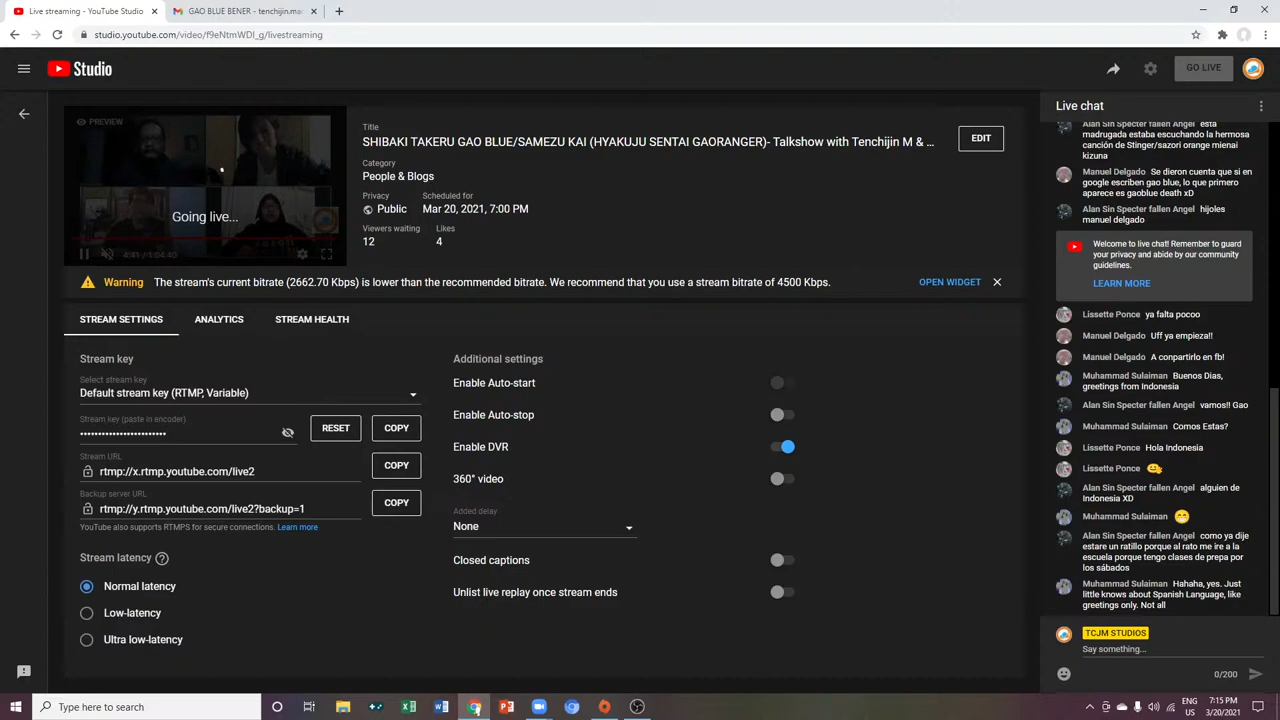 Live streaming - YouTube Studio
GAO BLUE BENER - tenchijin.ma
studio.youtube.com/video/f9eNtmWDI_g/livestreaming
Studio
GO LIVE
PREVIEW
Going live...
4:41 / 1:04:40
Title
SHIBAKI TAKERU GAO BLUE/SAMEZU KAI (HYAKUJU SENTAI GAORANGER)- Talkshow with Tenchijin M & ...
EDIT
Category
People & Blogs
Privacy
Public
Scheduled for
Mar 20, 2021, 7:00 PM
Viewers waiting
12
Likes
4
Warning
The stream's current bitrate (2662.70 Kbps) is lower than the recommended bitrate. We recommend that you use a stream bitrate of 4500 Kbps.
OPEN WIDGET
STREAM SETTINGS
ANALYTICS
STREAM HEALTH
Stream key
Select stream key
Default stream key (RTMP, Variable)
Stream key (paste in encoder)
RESET
COPY
Stream URL
rtmp://x.rtmp.youtube.com/live2
COPY
Backup server URL
rtmp://y.rtmp.youtube.com/live2?backup=1
COPY
YouTube also supports RTMPS for secure connections. Learn more
Stream latency
Normal latency
Low-latency
Ultra low-latency
Additional settings
Enable Auto-start
Enable Auto-stop
Enable DVR
360° video
Added delay
None
Closed captions
Unlist live replay once stream ends
Live chat
Alan Sin Specter fallen Angel esta
madrugada estaba escuchando la hermosa
canción de Stinger/sazori orange mienai
kizuna
Manuel Delgado Se dieron cuenta que si en
google escriben gao blue, lo que primero
aparece es gaoblue death xD
Alan Sin Specter fallen Angel hijoles
manuel delgado
Welcome to live chat! Remember to guard
your privacy and abide by our community
guidelines.
LEARN MORE
Lissette Ponce ya falta pocoo
Manuel Delgado Uff ya empieza!!
Manuel Delgado A conpartirlo en fb!
Muhammad Sulaiman Buenos Dias,
greetings from Indonesia
Alan Sin Specter fallen Angel vamos!! Gao
Muhammad Sulaiman Comos Estas?
Lissette Ponce Hola Indonesia
Lissette Ponce
Alan Sin Specter fallen Angel alguien de
Indonesia XD
Muhammad Sulaiman
Alan Sin Specter fallen Angel como ya dije
estare un ratillo porque al rato me ire a la
escuela porque tengo clases de prepa por
los sábados
Muhammad Sulaiman Hahaha, yes. Just
little knows about Spanish Language, like
greetings only. Not all
TCJM STUDIOS
Say something...
0/200
Type here to search
ENG
US
7:15 PM
3/20/2021